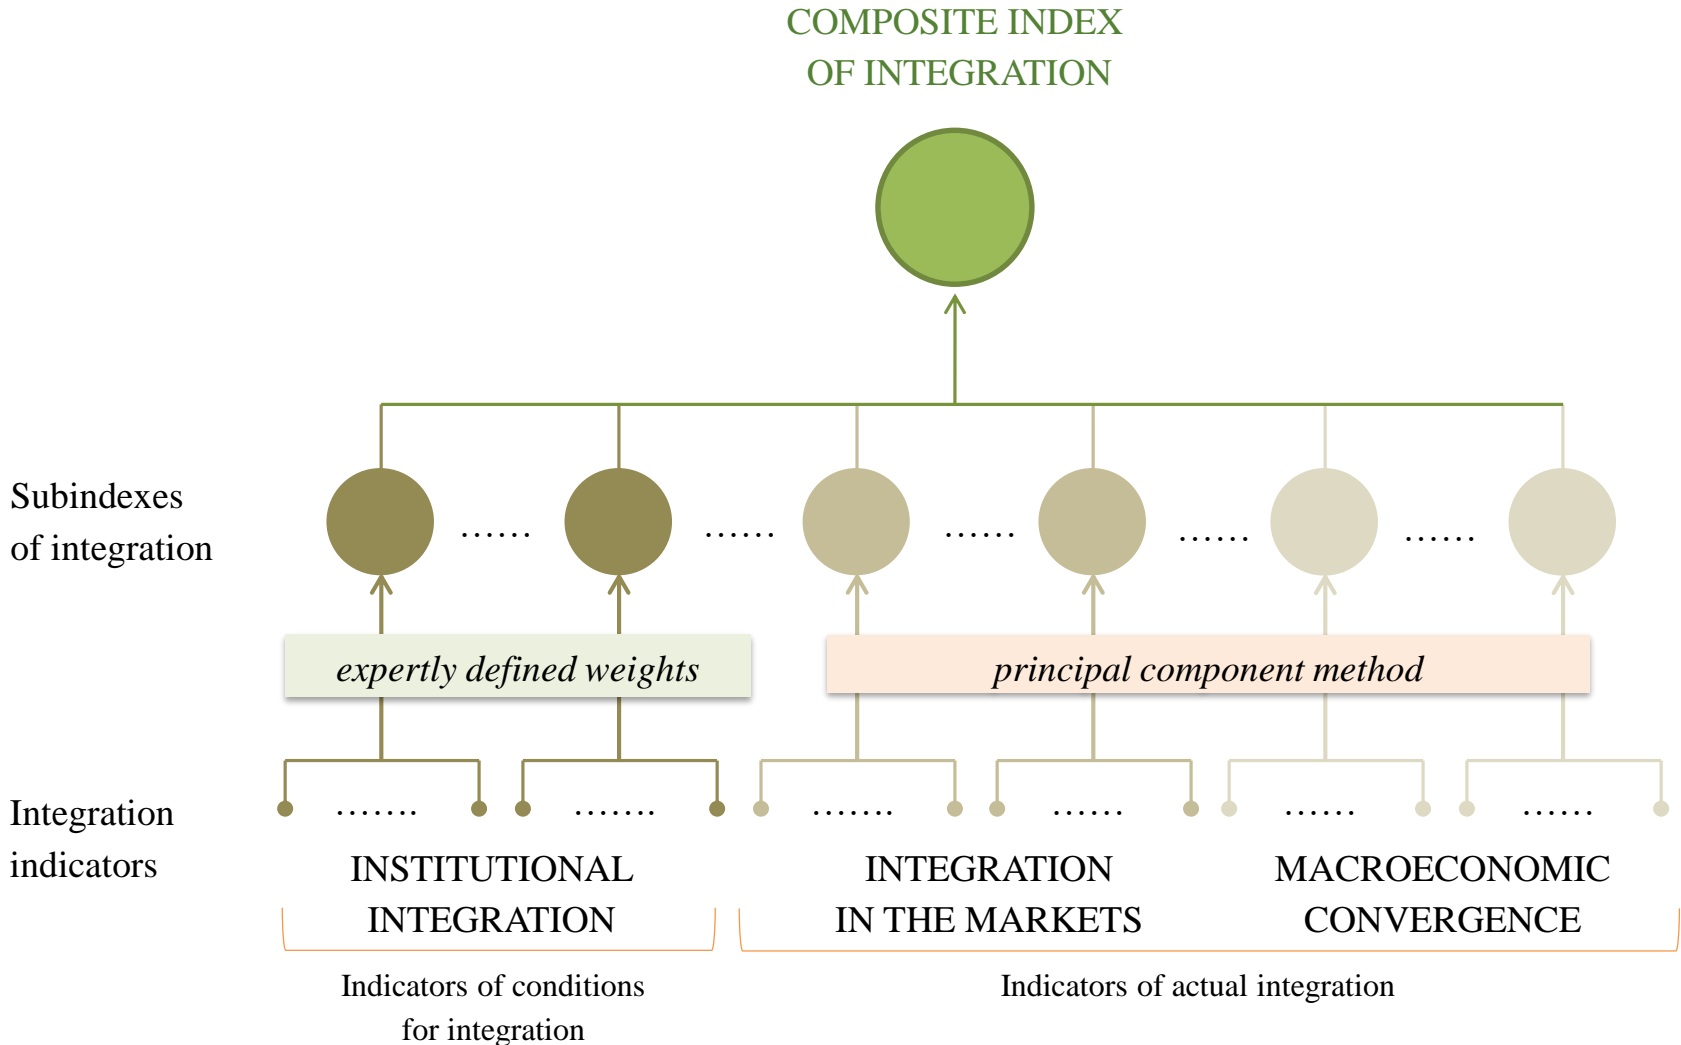 COMPOSITE INDEX
OF INTEGRATION
Subindexes
of integration
...... ...... ...... ...... ......
expertly defined weights
principal component method
Integration
indicators
....... ....... ....... ...... ...... ......
INSTITUTIONAL
INTEGRATION
INTEGRATION
IN THE MARKETS
MACROECONOMIC
CONVERGENCE
Indicators of conditions
for integration
Indicators of actual integration